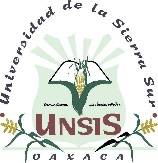 Universidad de la Sierra Sur
UNSIS
OAXACA